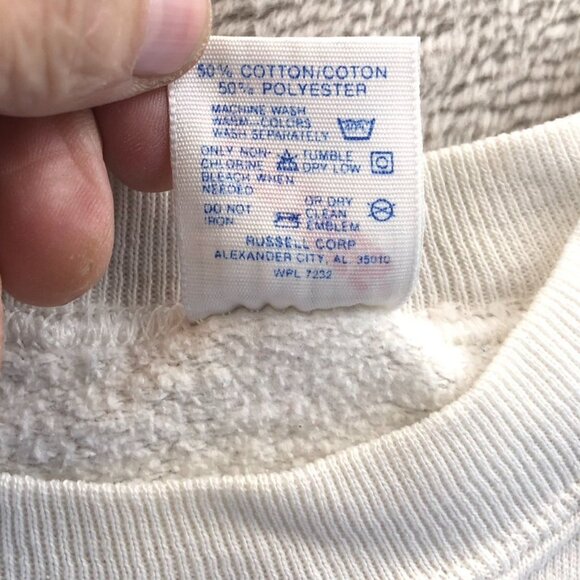 50% COTTON/COTON
50% POLYESTER
MACHINE WASH
WARM. COLORS
WASH SEPARATELY
ONLY NON- TUMBLE
CHLORINE DRY LOW
BLEACH WHEN
NEEDED
DO NOT OR DRY
IRON CLEAN
EMBLEM
RUSSELL CORP
ALEXANDER CITY, AL 35010
WPL 7232